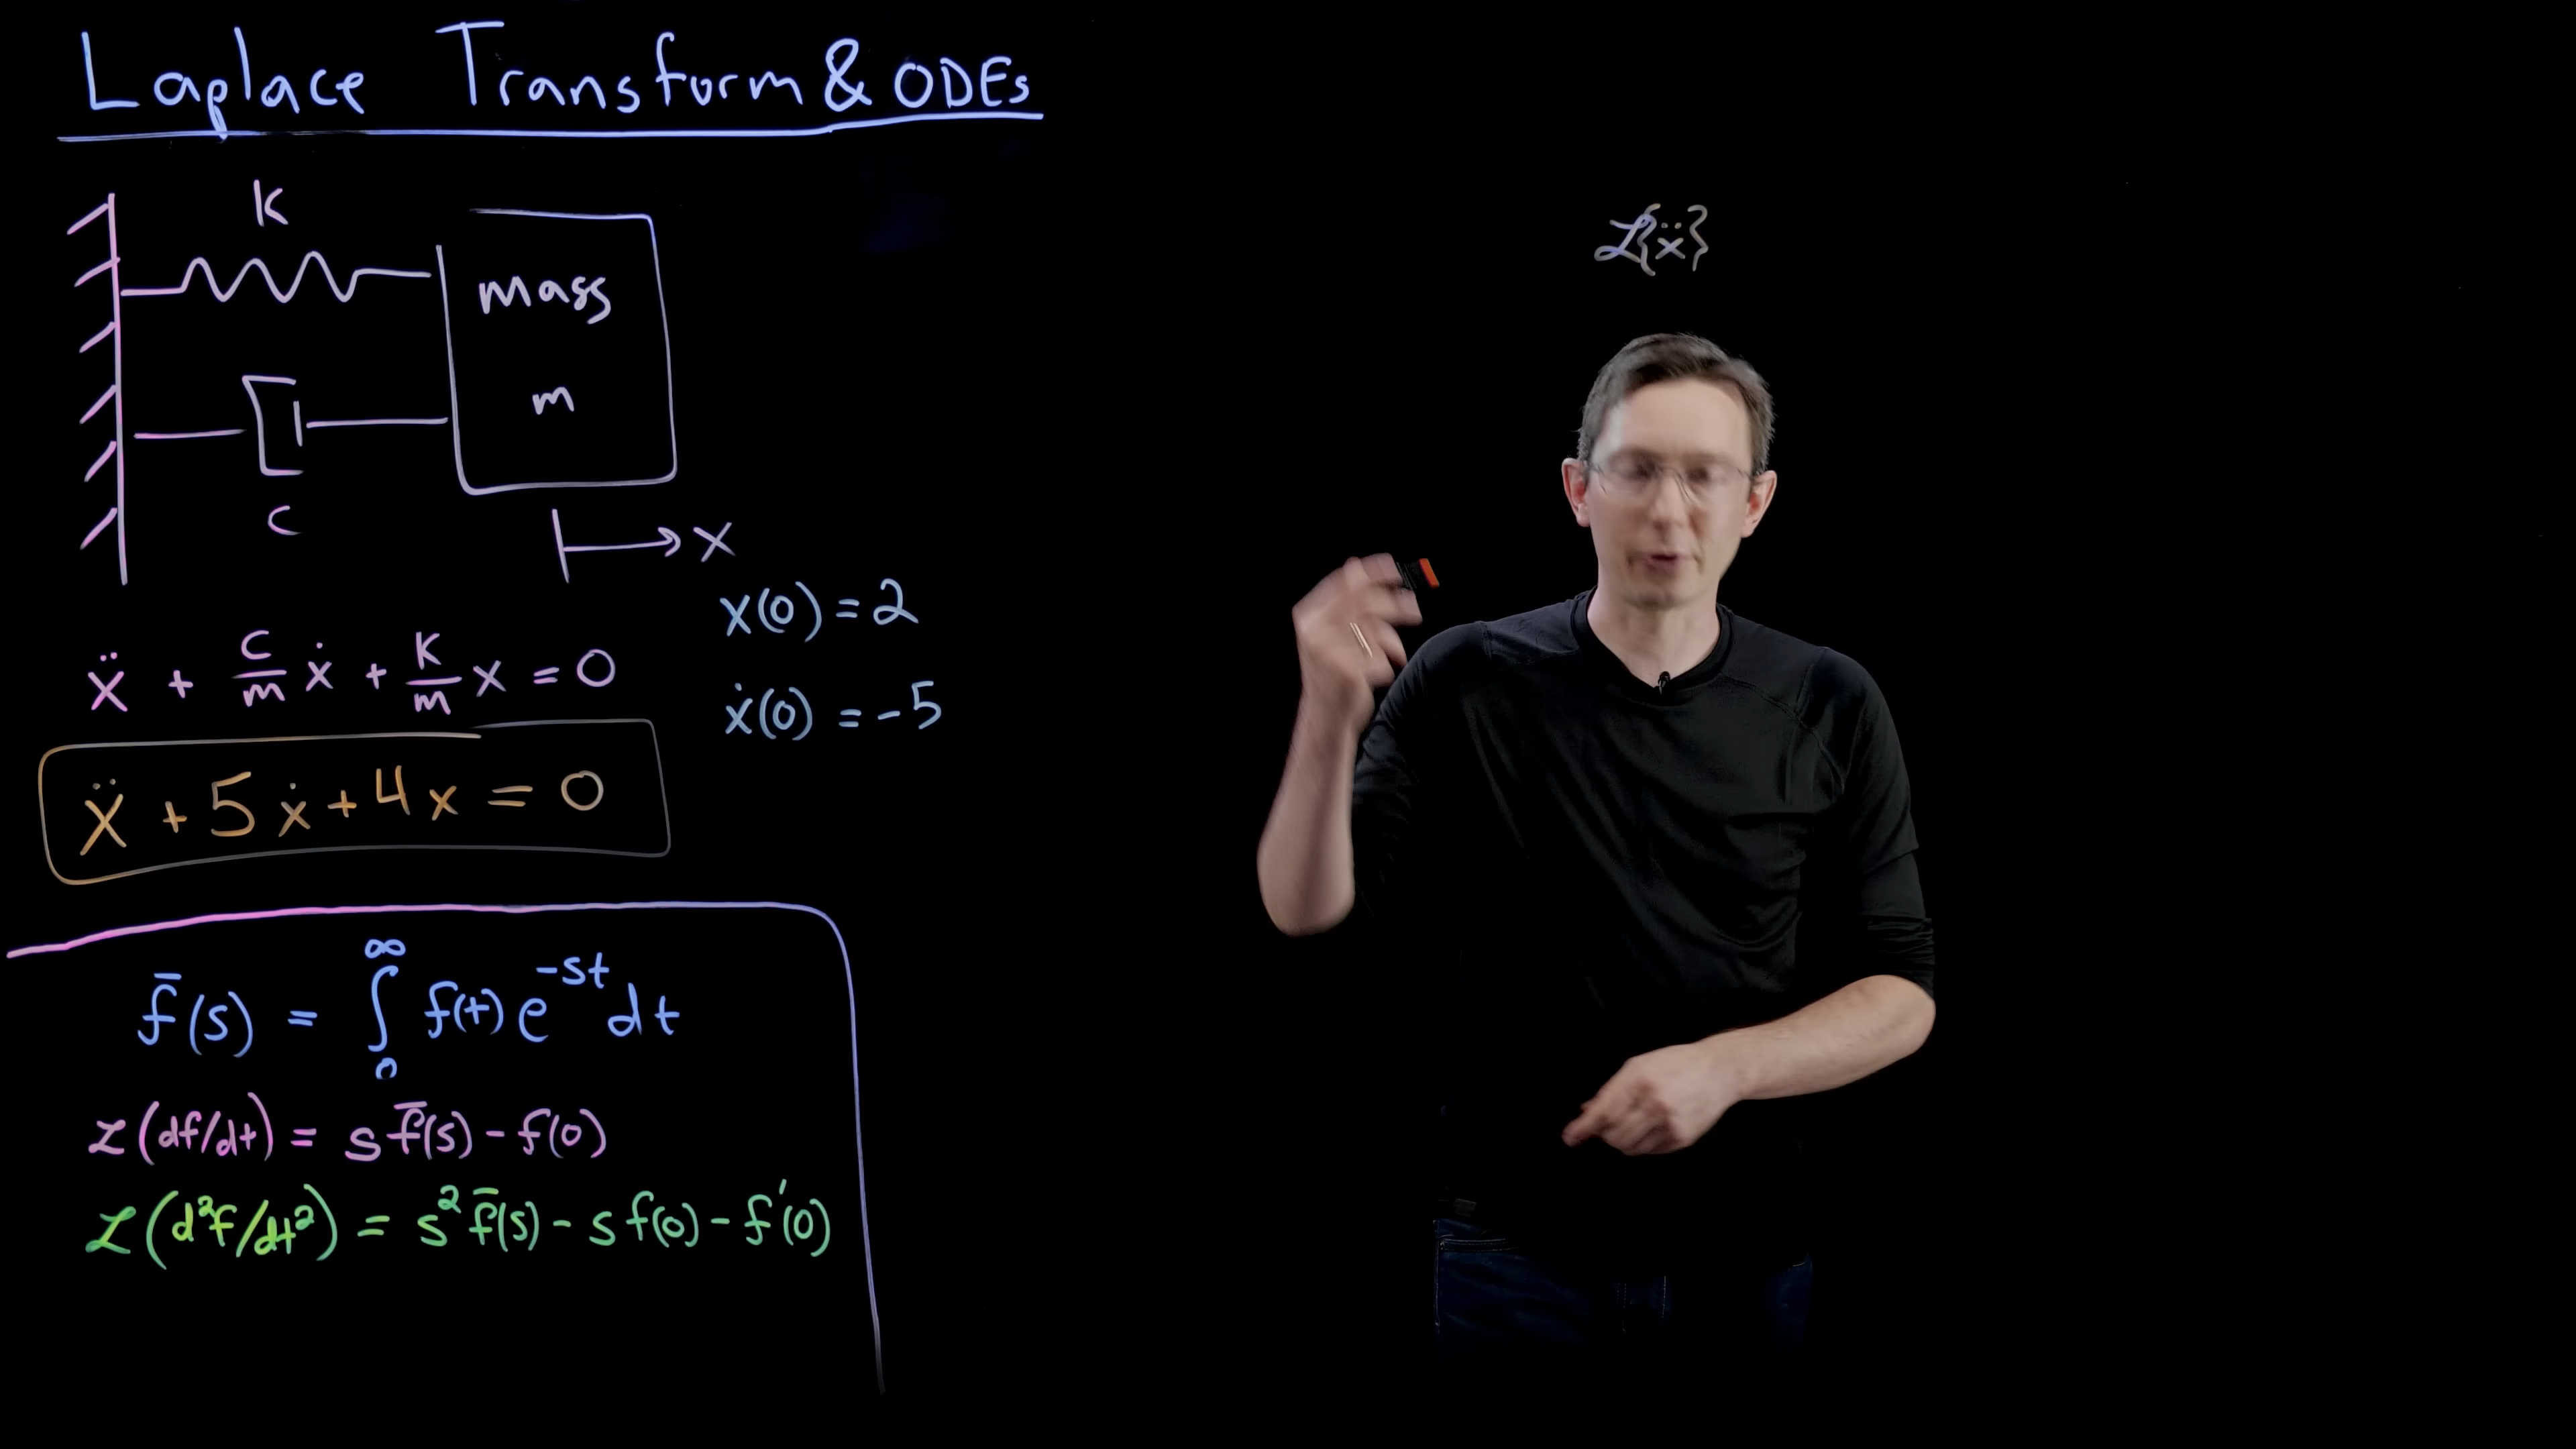 Laplace Transform & ODEs
K
mass
m
c
x
x(0) = 2
ẋ(0) = -5
ẍ + c/m ẋ + k/m x = 0
ẍ + 5ẋ + 4x = 0
f̄(s) = ∫₀^∞ f(t) e^{-st} dt
ℒ(df/dt) = s f̄(s) - f(0)
ℒ(d²f/dt²) = s² f̄(s) - s f(0) - f'(0)
ℒ{ẍ}